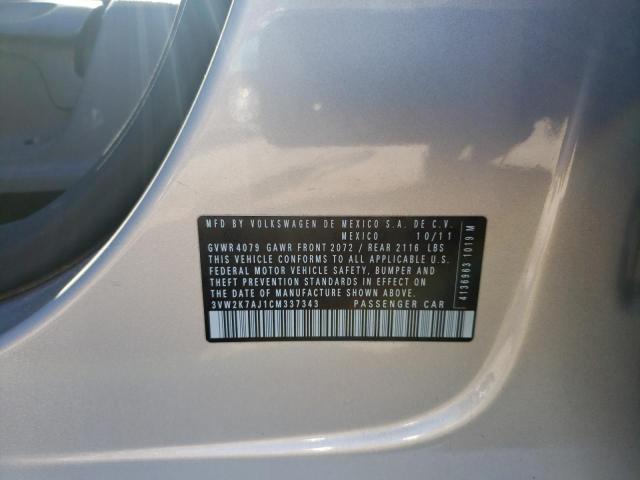 MFD BY VOLKSWAGEN DE MEXICO S.A. DE C.V.
MEXICO 10/11
GVWR 4079 GAWR FRONT 2072 / REAR 2116 LBS
THIS VEHICLE CONFORMS TO ALL APPLICABLE U.S.
FEDERAL MOTOR VEHICLE SAFETY, BUMPER AND
THEFT PREVENTION STANDARDS IN EFFECT ON
THE DATE OF MANUFACTURE SHOWN ABOVE.
3VW2K7AJ1CM337343 PASSENGER CAR
4136963 1019 M